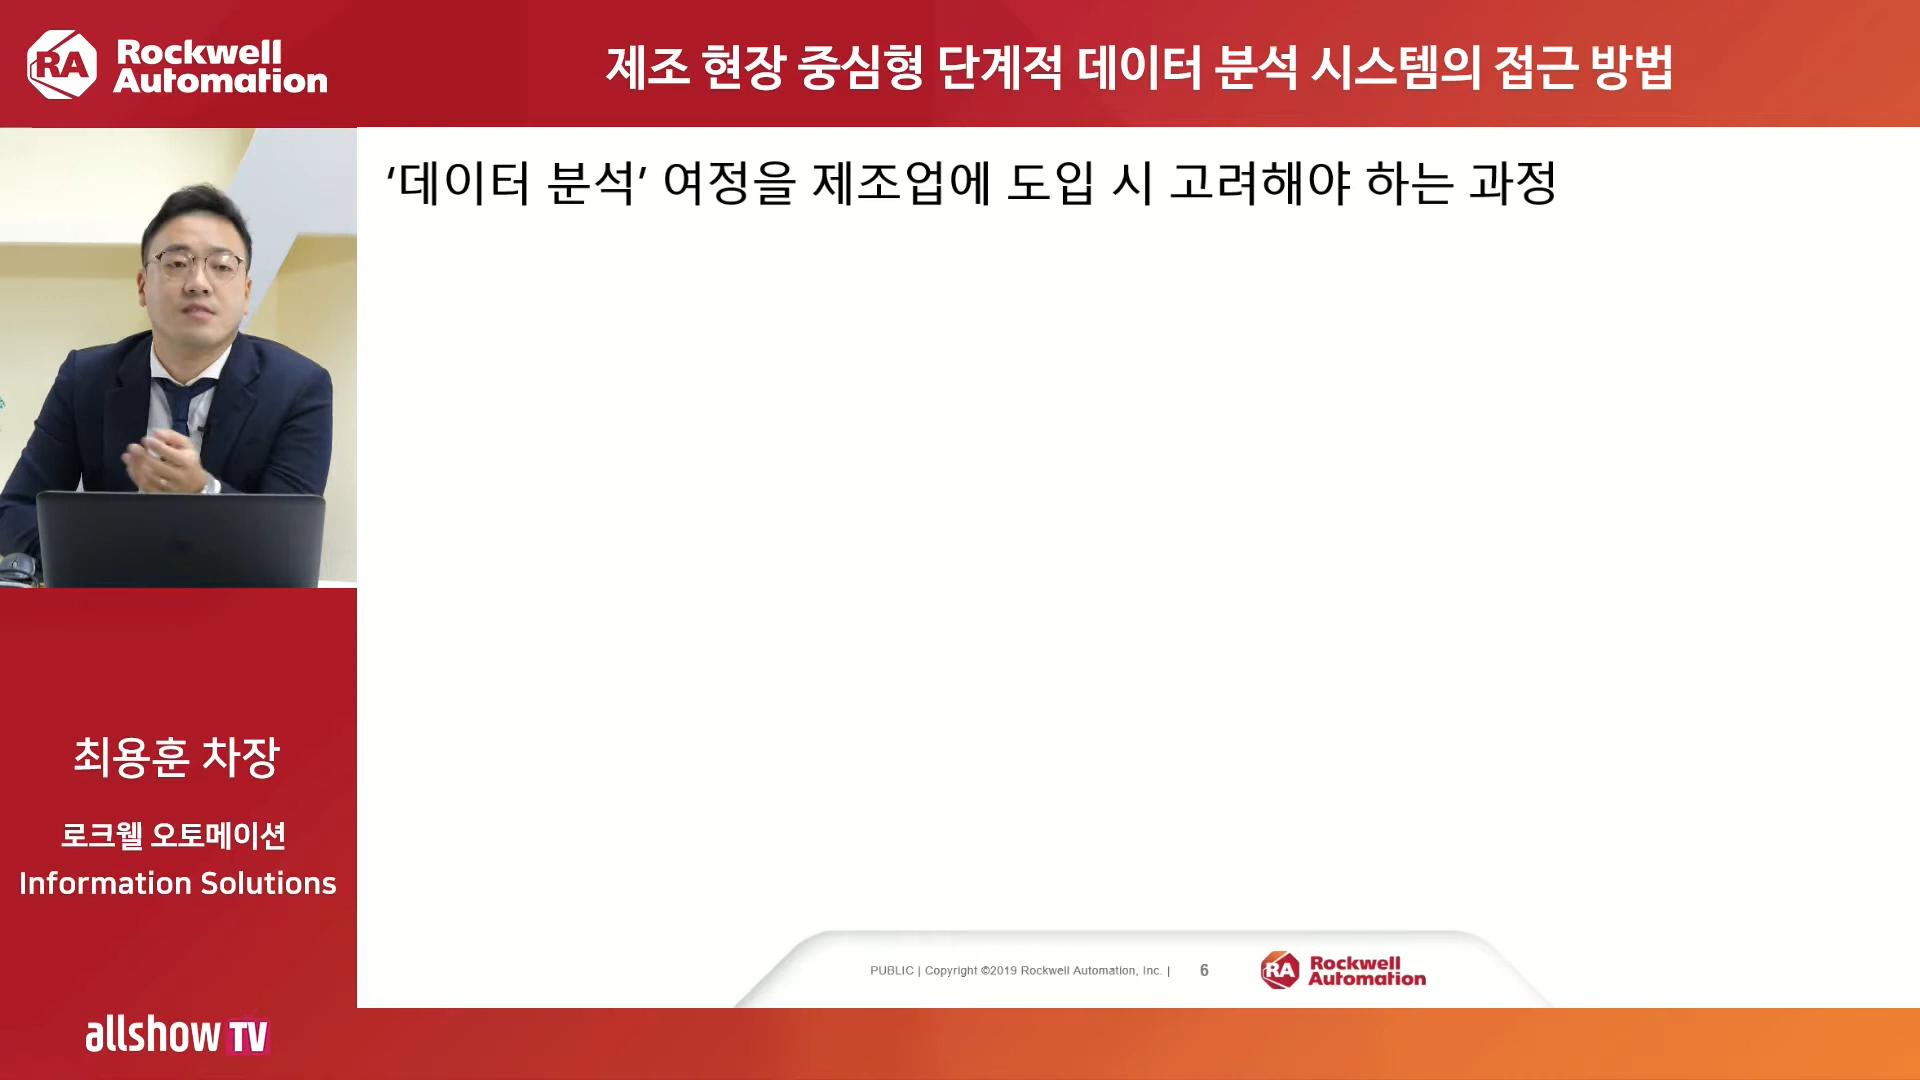 Rockwell
Automation
제조 현장 중심형 단계적 데이터 분석 시스템의 접근 방법
‘데이터 분석’ 여정을 제조업에 도입 시 고려해야 하는 과정
최용훈 차장
로크웰 오토메이션
Information Solutions
allshow TV
PUBLIC | Copyright ©2019 Rockwell Automation, Inc. |
6
RA
Rockwell
Automation